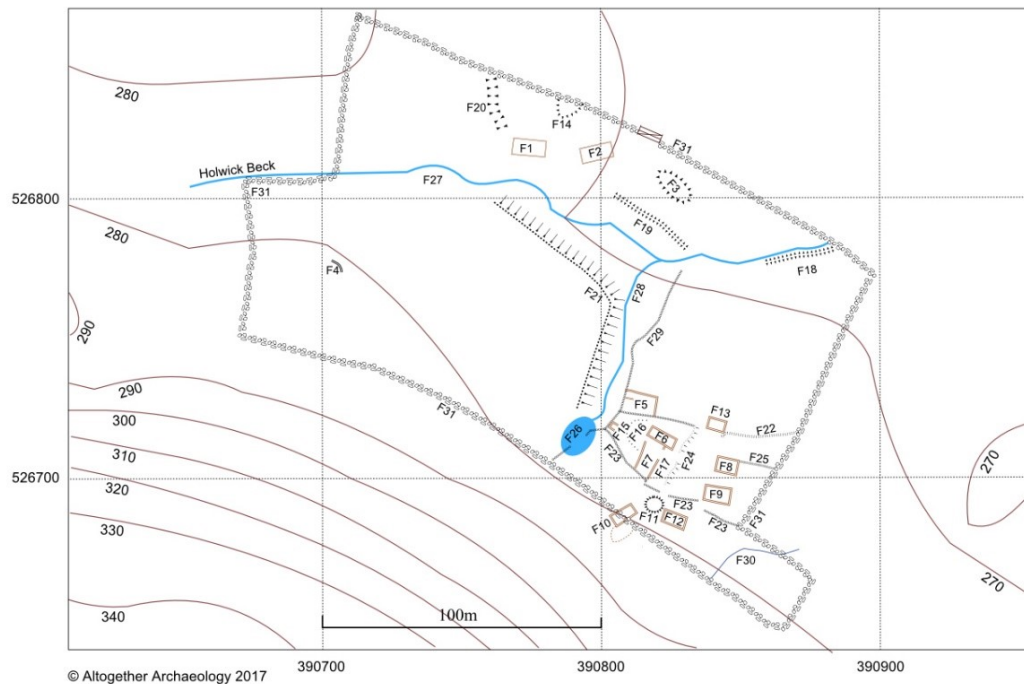 280
F20
F14
F1
F2
F31
F3
Holwick Beck
F27
F31
526800
F19
F18
280
F4
F21
F28
F29
290
290
300
310
320
330
340
F31
F26
F5
F15
F16
F6
F13
F22
F23
F7
F17
F24
F8
F25
526700
F9
F10
F11
F12
F23
F23
F31
F30
270
270
100m
390700
390800
390900
© Altogether Archaeology 2017